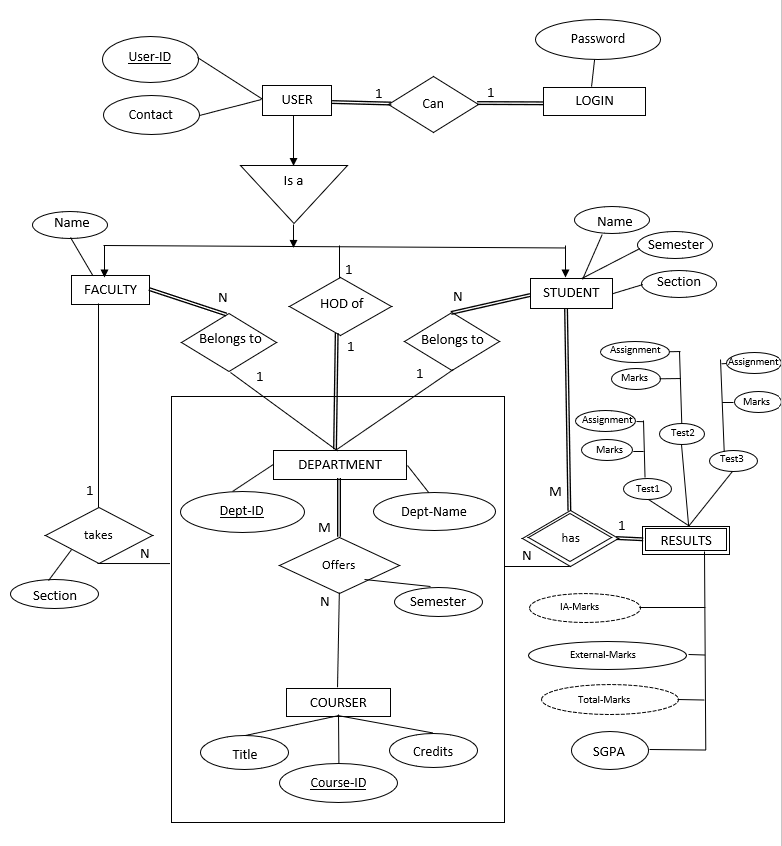 Password
User-ID
USER
1
Can
1
LOGIN
Contact
Is a
Name
Name
Semester
Section
FACULTY
N
1
HOD of
N
STUDENT
Belongs to
1
Belongs to
1
1
Assignment
Marks
Assignment
Marks
Assignment
Marks
Test2
Test3
Test1
DEPARTMENT
Dept-ID
Dept-Name
1
takes
N
Section
M
Offers
N
Semester
M
has
1
N
RESULTS
IA-Marks
External-Marks
Total-Marks
SGPA
COURSER
Title
Credits
Course-ID